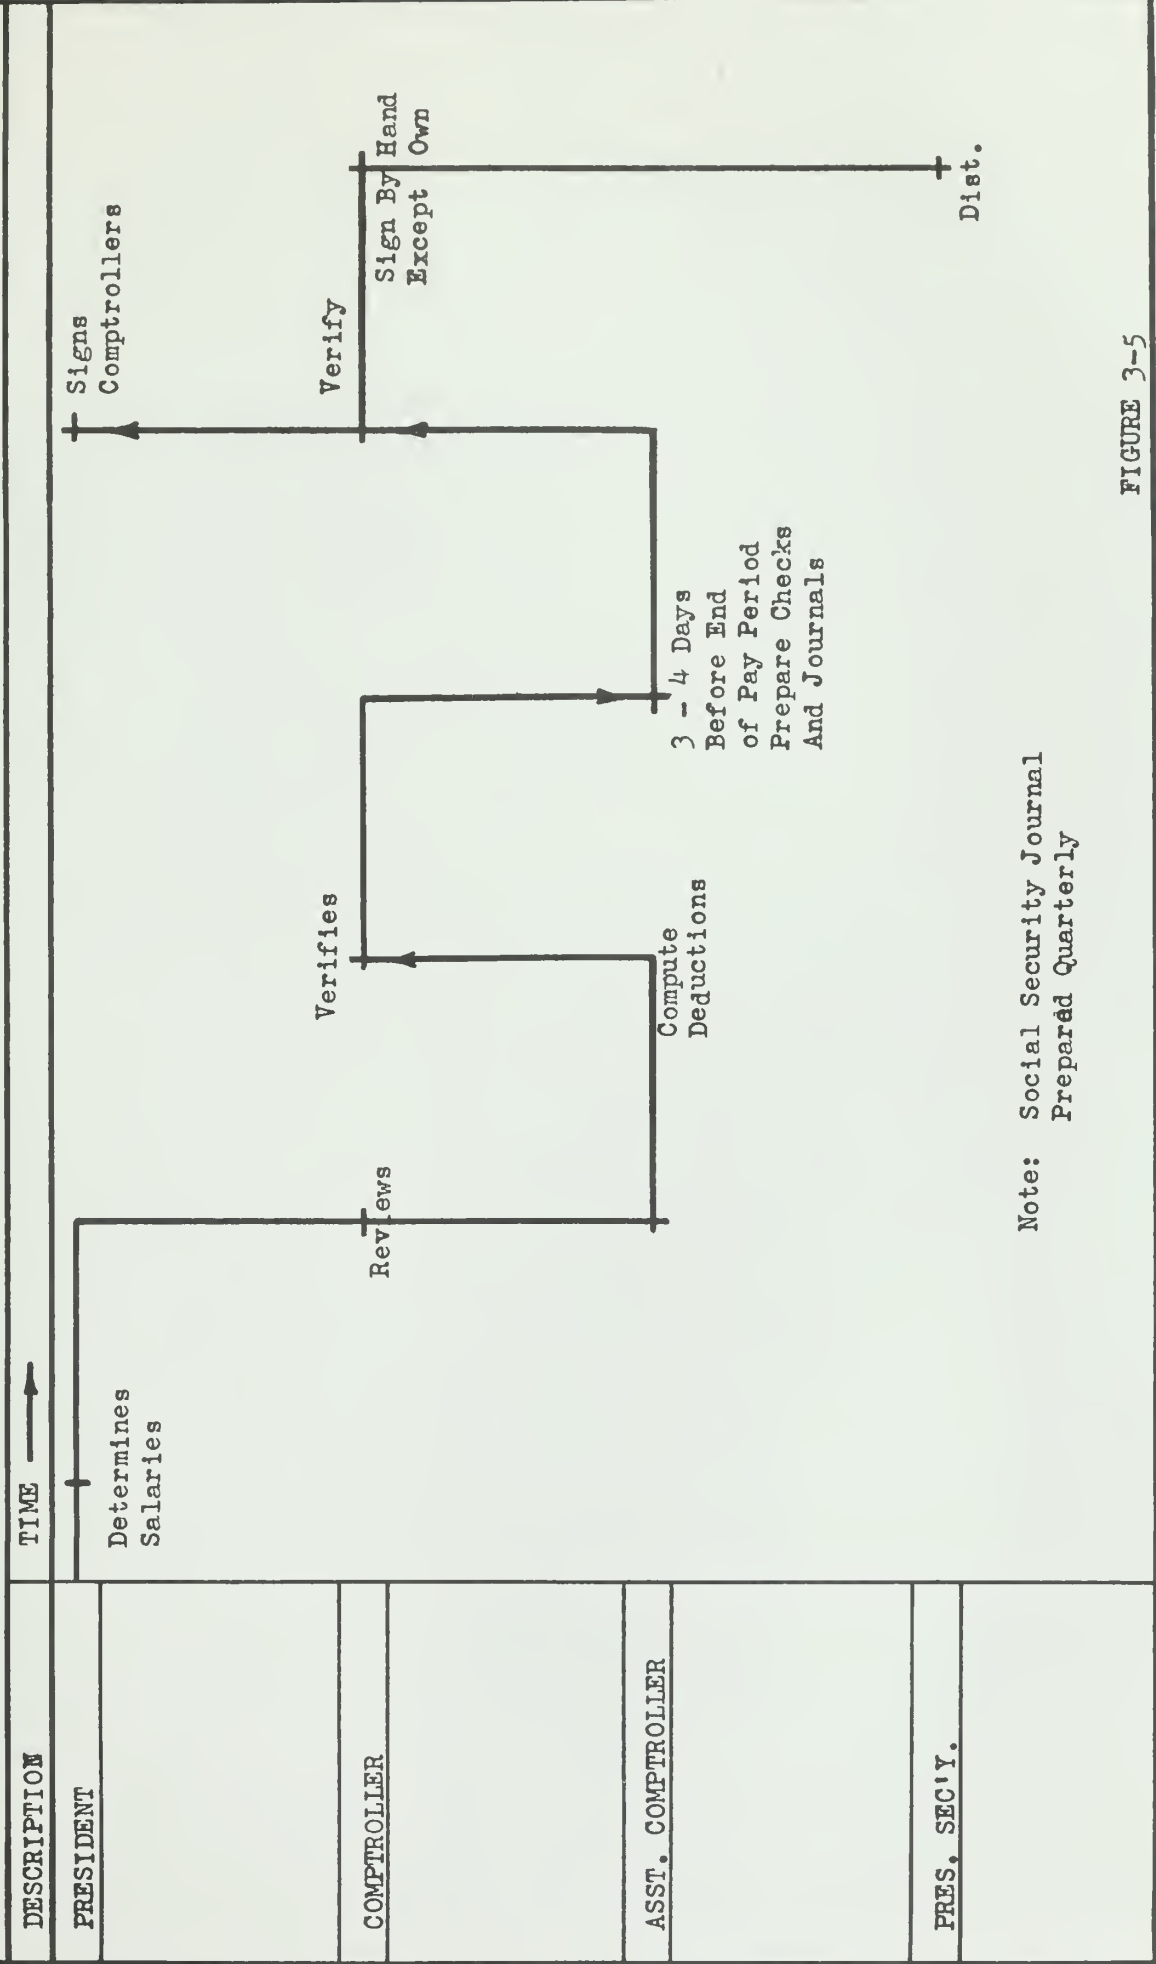 DESCRIPTION
TIME
PRESIDENT
Determines
Salaries
Signs
Comptrollers
COMPTROLLER
Reviews
Verifies
Verify
Sign By Hand
Except Own
ASST. COMPTROLLER
Compute
Deductions
3 - 4 Days
Before End
of Pay Period
Prepare Checks
And Journals
PRES. SEC'Y.
Dist.
Note: Social Security Journal
Prepared Quarterly
FIGURE 3-5